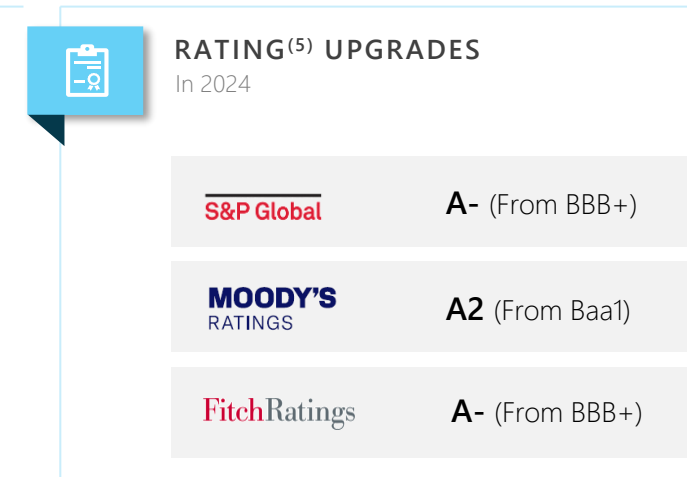 RATING(5) UPGRADES
In 2024
S&P Global
A- (From BBB+)
MOODY'S
RATINGS
A2 (From Baa1)
FitchRatings
A- (From BBB+)